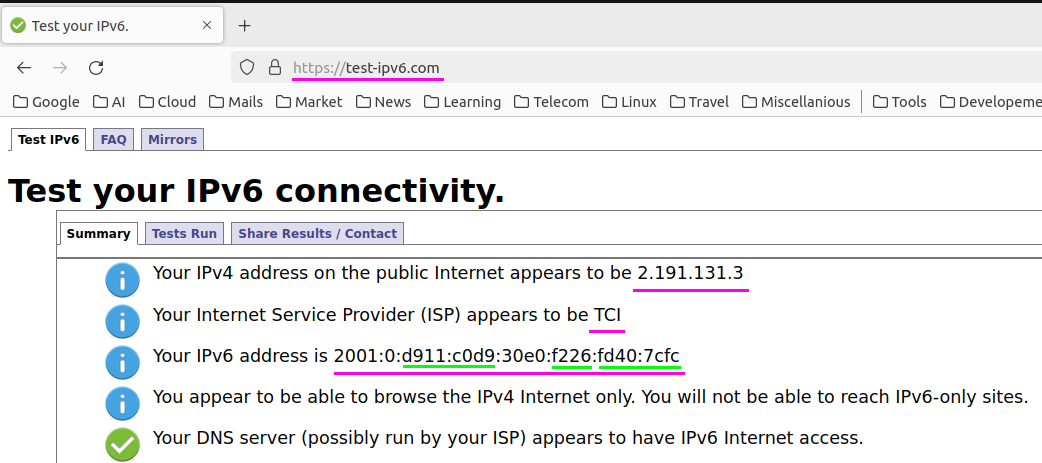 Test your IPv6.
https://test-ipv6.com
Google AI Cloud Mails Market News Learning Telecom Linux Travel Miscellanious Tools Developeme
Test IPv6 FAQ Mirrors
Test your IPv6 connectivity.
Summary Tests Run Share Results / Contact
Your IPv4 address on the public Internet appears to be 2.191.131.3
Your Internet Service Provider (ISP) appears to be TCI
Your IPv6 address is 2001:0:d911:c0d9:30e0:f226:fd40:7cfc
You appear to be able to browse the IPv4 Internet only. You will not be able to reach IPv6-only sites.
Your DNS server (possibly run by your ISP) appears to have IPv6 Internet access.